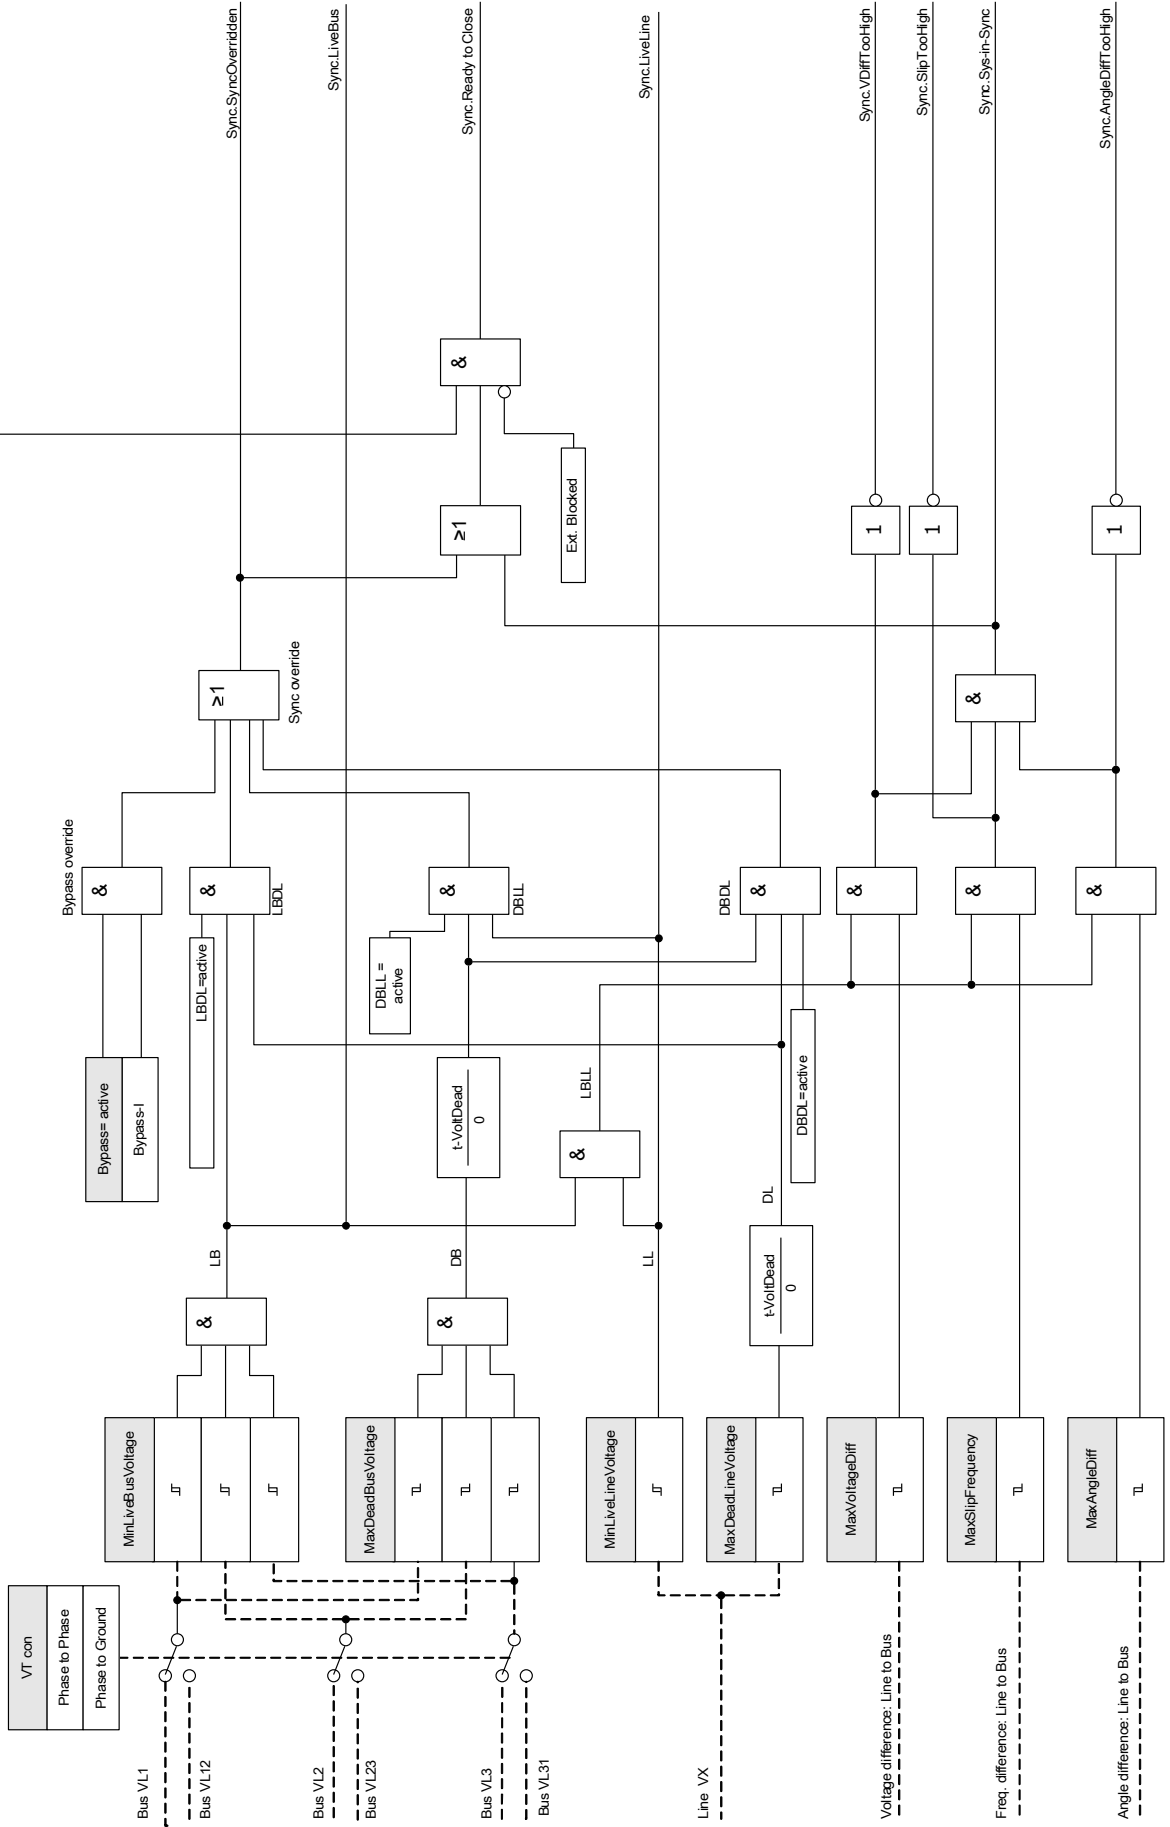 VT con
Phase to Phase
Phase to Ground
Bus VL1
Bus VL12
Bus VL2
Bus VL23
Bus VL3
Bus VL31
Line VX
Voltage difference: Line to Bus
Freq. difference: Line to Bus
Angle difference: Line to Bus
MinLiveBusVoltage
MaxDeadBusVoltage
MinLiveLineVoltage
MaxDeadLineVoltage
MaxVoltageDiff
MaxSlipFrequency
MaxAngleDiff
&
&
LB
DB
LL
DL
t-VoltDead
0
t-VoltDead
0
&
LBLL
Bypass= active
Bypass-I
LBDL=active
DBLL =
active
DBDL=active
Bypass override
&
&
LBDL
&
DBLL
DBDL
&
&
&
&
≥1
Sync override
&
≥1
Ext. Blocked
1
1
1
&
Sync.SyncOverridden
Sync.LiveBus
Sync.Ready to Close
Sync.LiveLine
Sync.VDiffTooHigh
Sync.SlipTooHigh
Sync.Sys-in-Sync
Sync.AngleDiffTooHigh